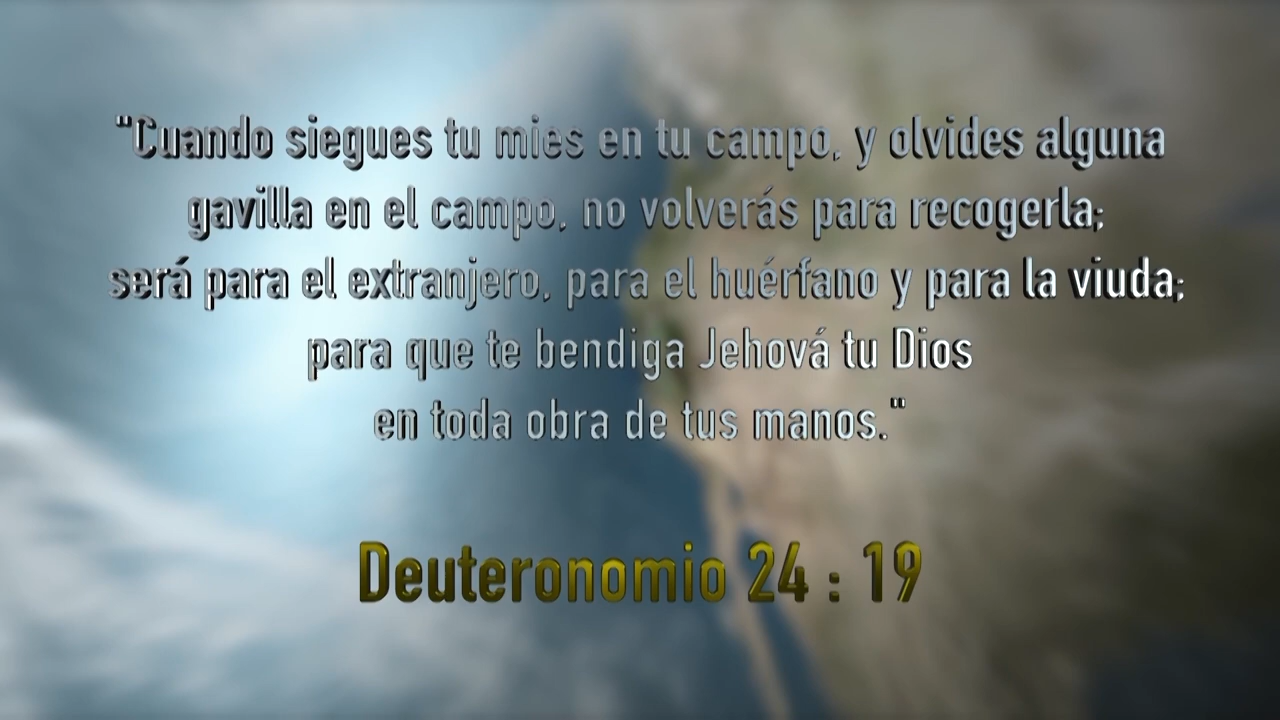 "Cuando siegues tu mies en tu campo, y olvides alguna
gavilla en el campo, no volverás para recogerla;
será para el extranjero, para el huérfano y para la viuda;
para que te bendiga Jehová tu Dios
en toda obra de tus manos."
Deuteronomio 24 : 19